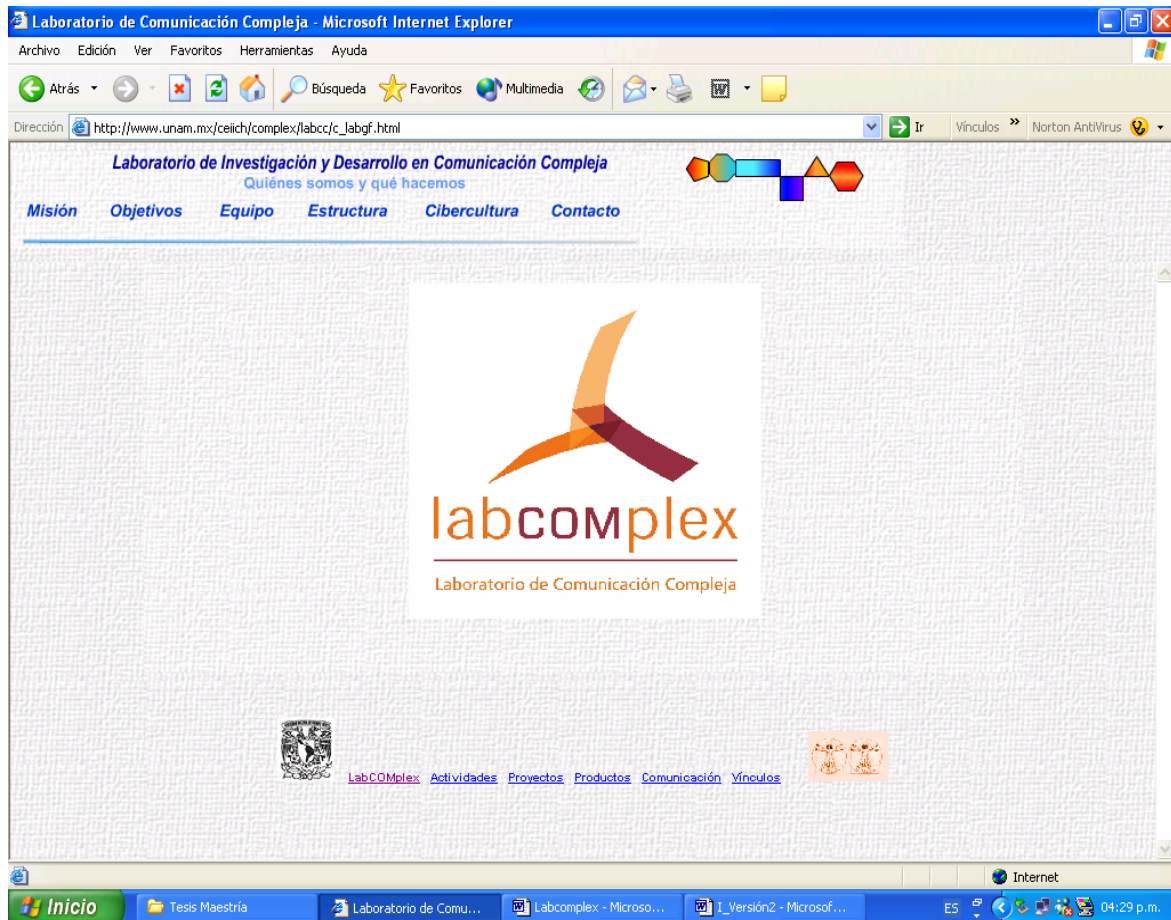 Laboratorio de Comunicación Compleja - Microsoft Internet Explorer
Archivo Edición Ver Favoritos Herramientas Ayuda
Atrás Búsqueda Favoritos Multimedia
Dirección http://www.unam.mx/ceiich/complex/labcc/c_labgf.html Ir Vínculos » Norton AntiVirus
Laboratorio de Investigación y Desarrollo en Comunicación Compleja
Quiénes somos y qué hacemos
Misión Objetivos Equipo Estructura Cibercultura Contacto
labcoмplex
Laboratorio de Comunicación Compleja
LabCOMplex Actividades Proyectos Productos Comunicación Vínculos
Internet
Inicio Tesis Maestría Laboratorio de Comu... Labcomplex - Microso... I_Versión2 - Microsof... ES 04:29 p.m.